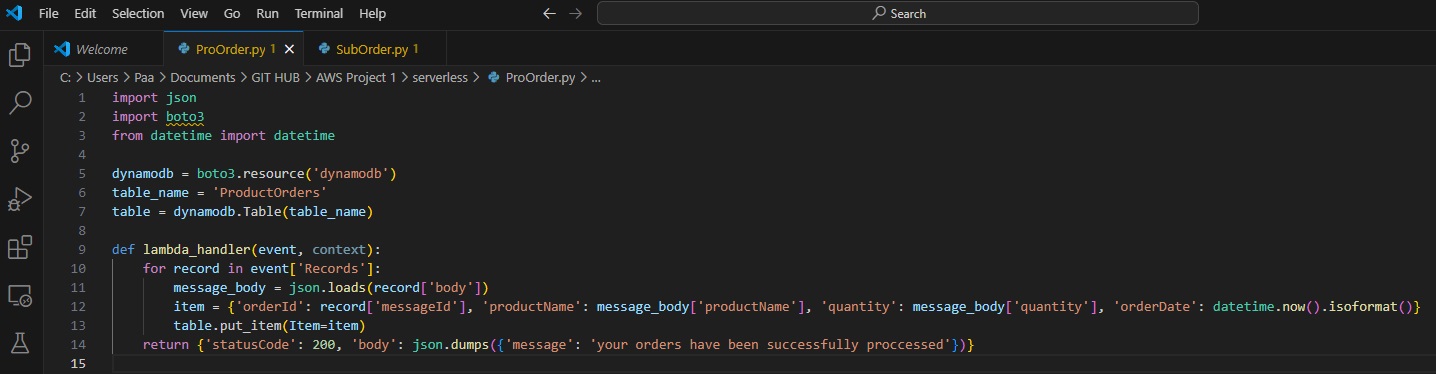 File Edit Selection View Go Run Terminal Help
Search
Welcome ProOrder.py 1 SubOrder.py 1
C: > Users > Paa > Documents > GIT HUB > AWS Project 1 > serverless > ProOrder.py > ...
1 import json
2 import boto3
3 from datetime import datetime
4
5 dynamodb = boto3.resource('dynamodb')
6 table_name = 'ProductOrders'
7 table = dynamodb.Table(table_name)
8
9 def lambda_handler(event, context):
10     for record in event['Records']:
11         message_body = json.loads(record['body'])
12         item = {'orderId': record['messageId'], 'productName': message_body['productName'], 'quantity': message_body['quantity'], 'orderDate': datetime.now().isoformat()}
13         table.put_item(Item=item)
14     return {'statusCode': 200, 'body': json.dumps({'message': 'your orders have been successfully proccessed'})}
15